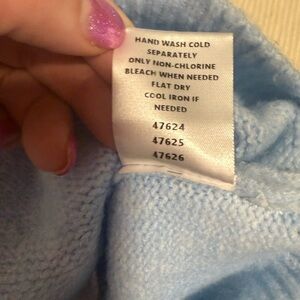 HAND WASH COLD
SEPARATELY
ONLY NON-CHLORINE
BLEACH WHEN NEEDED
FLAT DRY
COOL IRON IF
NEEDED
47624
47625
47626